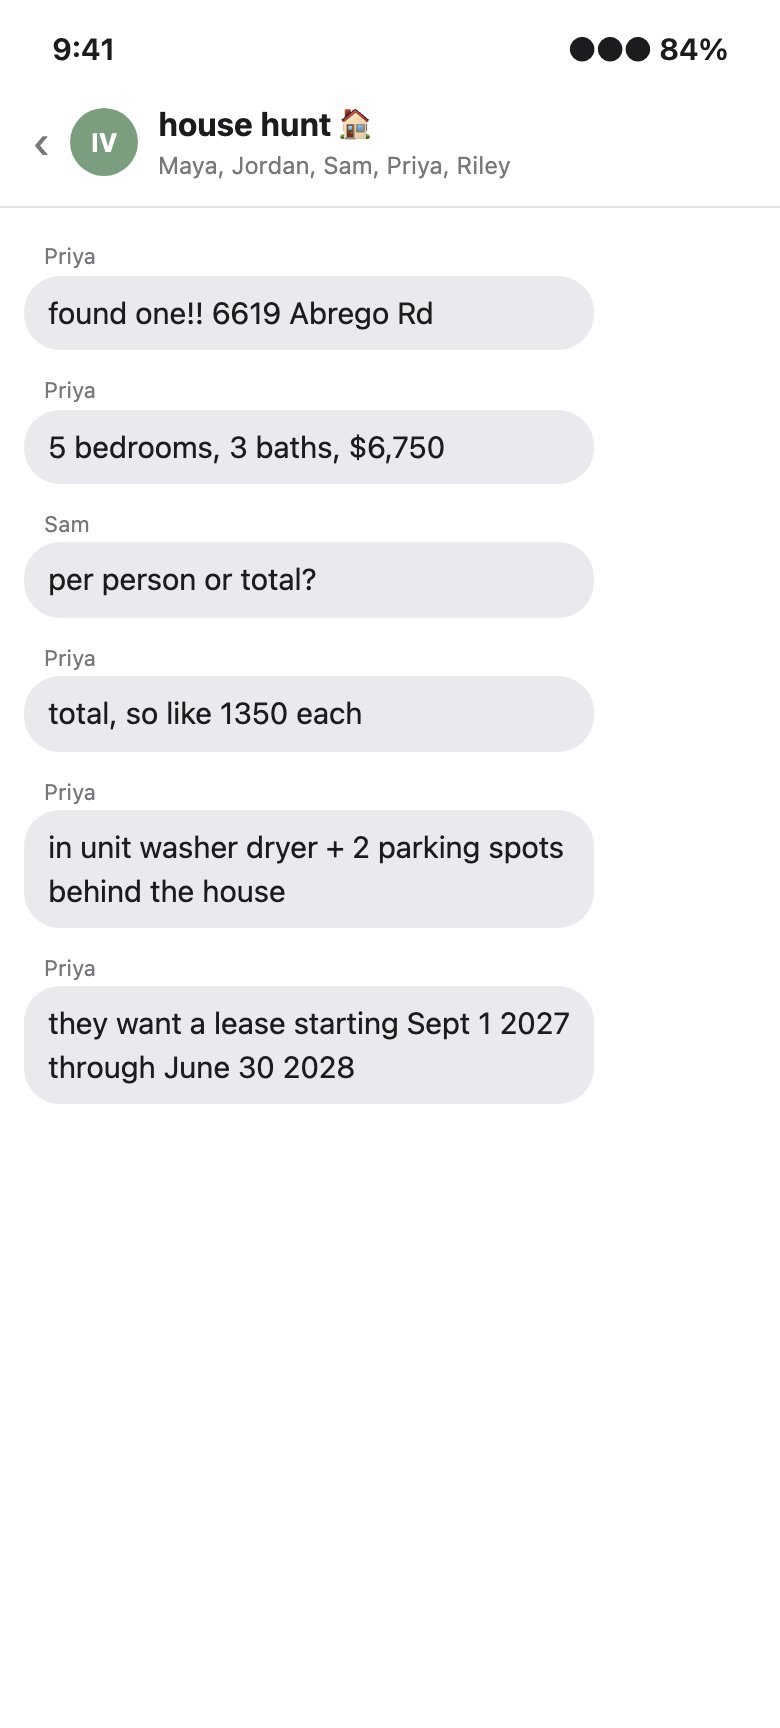 9:41
84%
‹
IV
house hunt 🏠
Maya, Jordan, Sam, Priya, Riley
Priya
found one!! 6619 Abrego Rd
Priya
5 bedrooms, 3 baths, $6,750
Sam
per person or total?
Priya
total, so like 1350 each
Priya
in unit washer dryer + 2 parking spots
behind the house
Priya
they want a lease starting Sept 1 2027
through June 30 2028